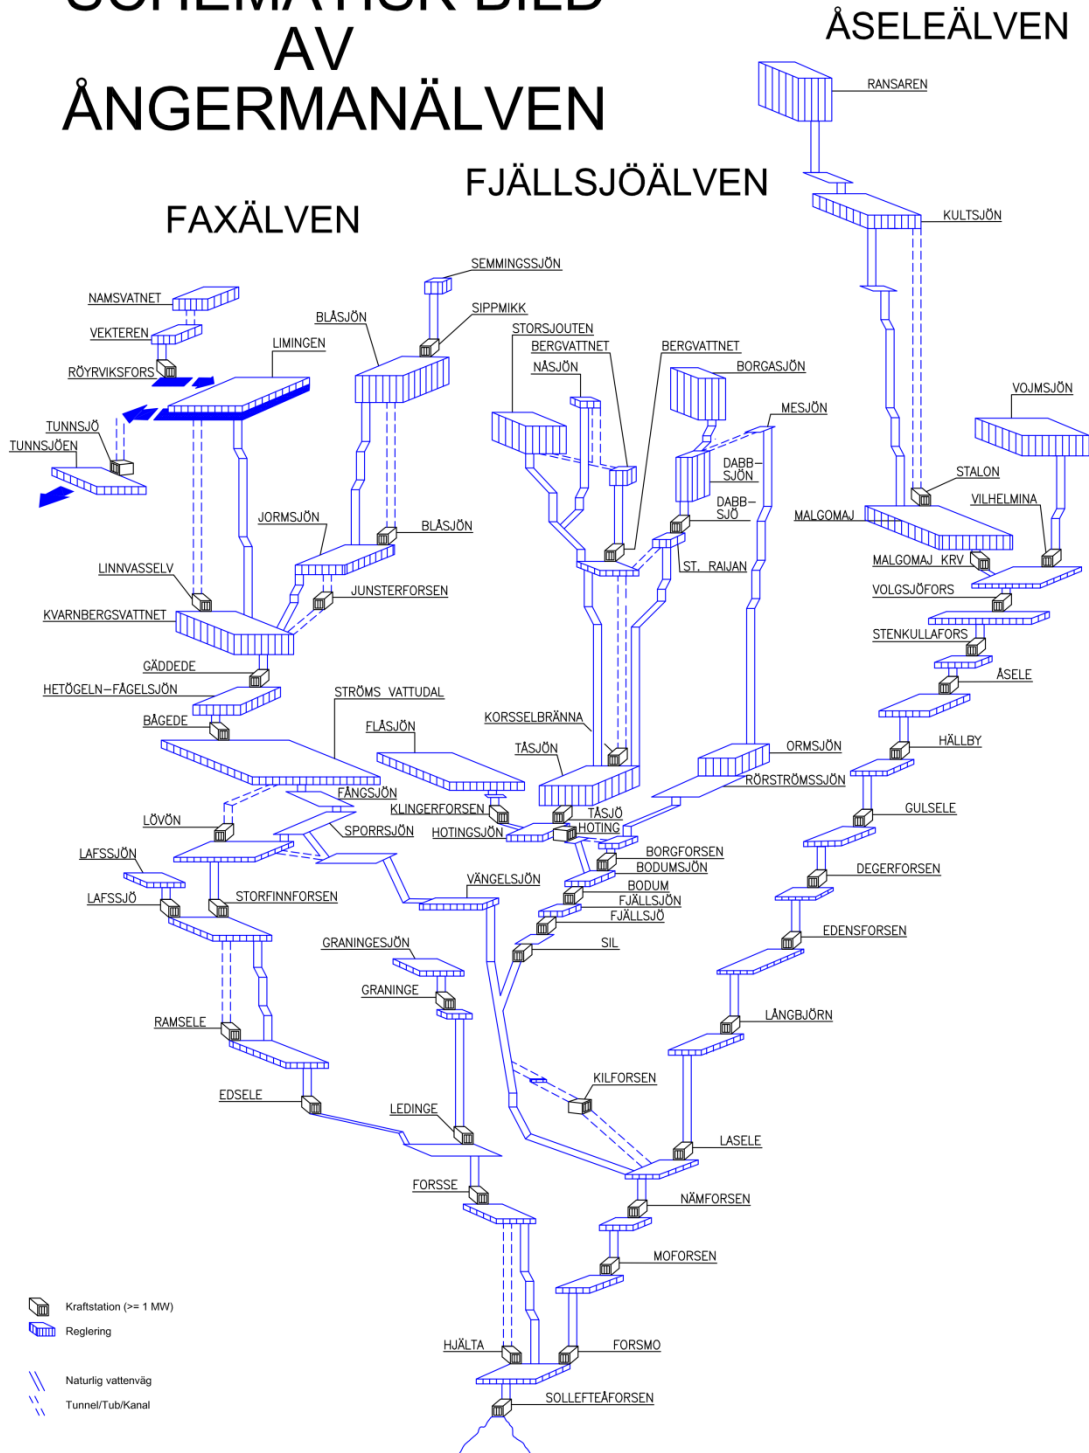 SCHEMATISK BILD
AV
ÅNGERMANÄLVEN
ÅSELEÄLVEN
FJÄLLSJÖÄLVEN
FAXÄLVEN
RANSAREN
KULTSJÖN
SEMMINGSSJÖN
NAMSVATNET
SIPPMIKK
BLÅSJÖN
STORSJOUTEN
VEKTEREN
LIMINGEN
BERGVATTNET
BERGVATTNET
NÅSJÖN
BORGASJÖN
RÖYRVIKSFORS
VOJMSJÖN
MESJÖN
TUNNSJÖ
TUNNSJÖEN
DABB-
SJÖN
STALON
DABB-
SJÖ
VILHELMINA
JORMSJÖN
BLÅSJÖN
MALGOMAJ
ST. RAIJAN
MALGOMAJ KRV
LINNVASSELV
JUNSTERFORSEN
VOLGSJÖFORS
KVARNBERGSVATTNET
STENKULLAFORS
GÄDDEDE
ÅSELE
HETÖGELN-FÅGELSJÖN
STRÖMS VATTUDAL
BÅGEDE
FLÅSJÖN
KORSSELBRÄNNA
TÅSJÖN
ORMSJÖN
HÄLLBY
RÖRSTRÖMSSJÖN
FÅNGSJÖN
KLINGERFORSEN
TÅSJÖ
GULSELE
LÖVÖN
SPORRSJÖN
HOTINGSJÖN
HOTING
LAFSSJÖN
BORGFORSEN
BODUMSJÖN
DEGERFORSEN
VÄNGELSJÖN
BODUM
LAFSSJÖ
STORFINNFORSEN
FJÄLLSJÖN
FJÄLLSJÖ
EDENSFORSEN
GRANINGESJÖN
SIL
GRANINGE
RAMSELE
LÅNGBJÖRN
KILFORSEN
EDSELE
LEDINGE
LASELE
FORSSE
NÄMFORSEN
MOFORSEN
Kraftstation (>= 1 MW)
Reglering
HJÄLTA
FORSMO
Naturlig vattenväg
SOLLEFTEÅFORSEN
Tunnel/Tub/Kanal